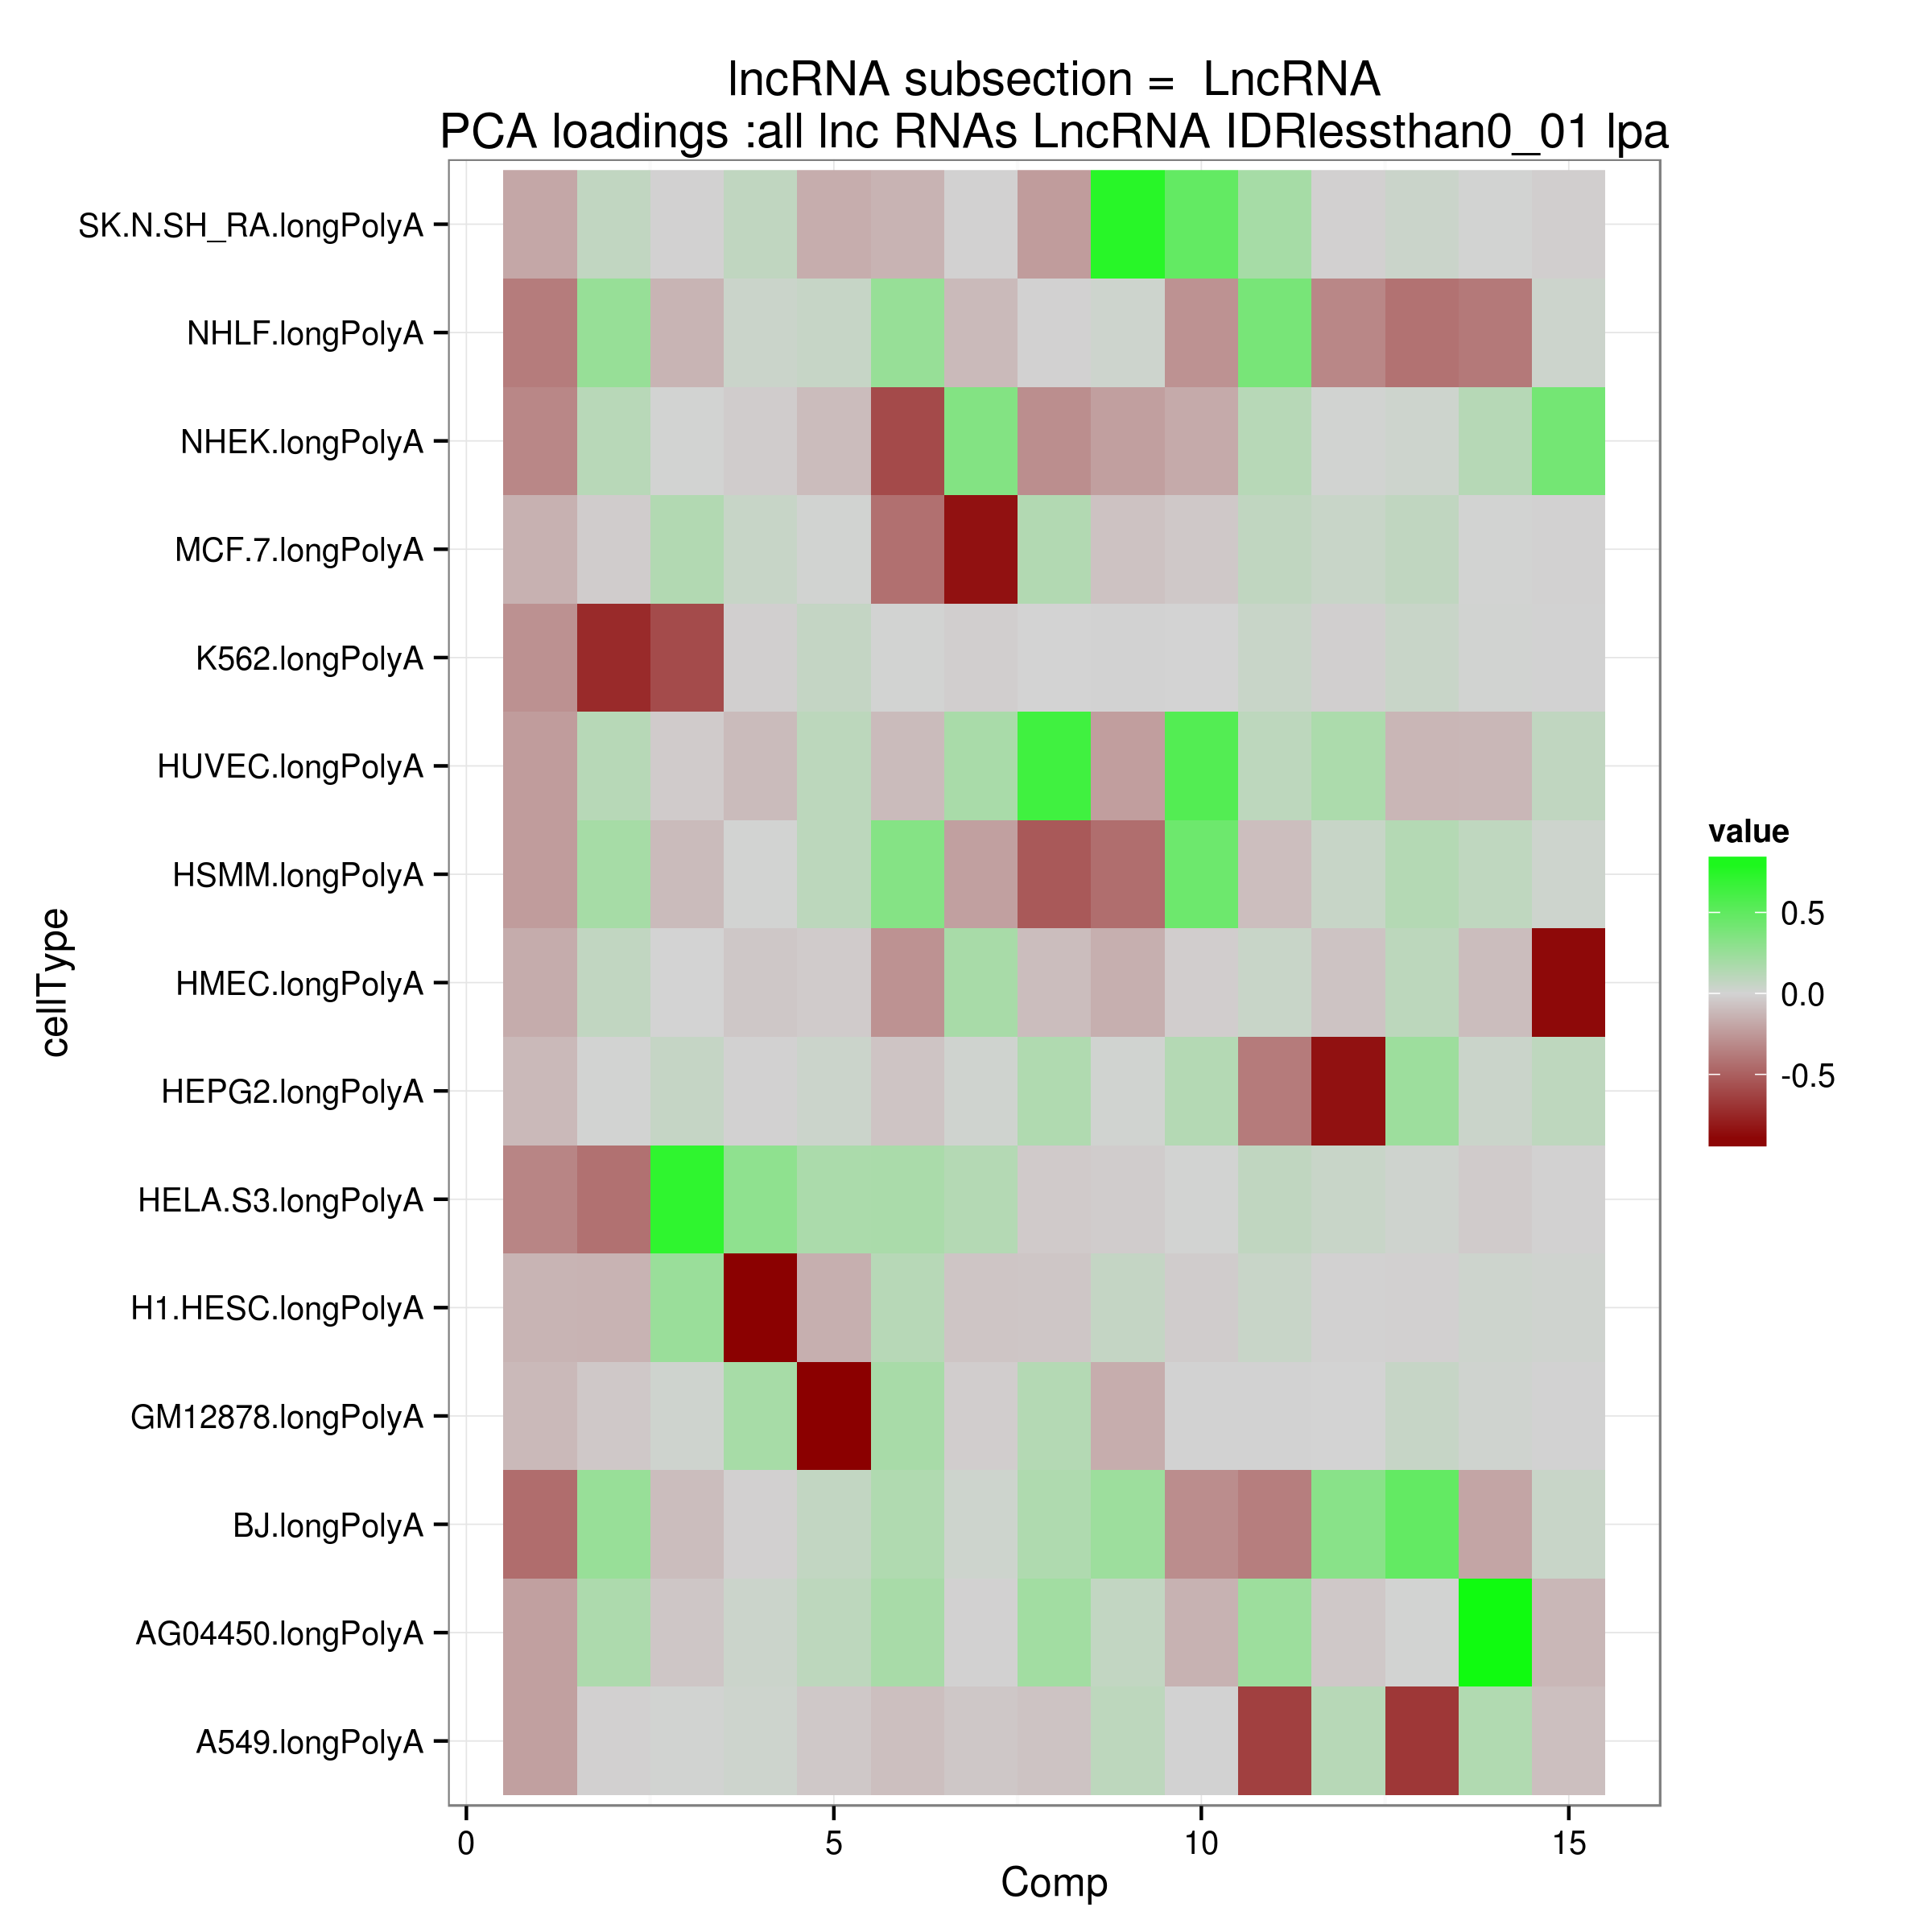 lncRNA subsection =  LncRNA
PCA loadings :all lnc RNAs LncRNA IDRlessthan0_01 lpa
SK.N.SH_RA.longPolyA
NHLF.longPolyA
NHEK.longPolyA
MCF.7.longPolyA
K562.longPolyA
HUVEC.longPolyA
HSMM.longPolyA
HMEC.longPolyA
HEPG2.longPolyA
HELA.S3.longPolyA
H1.HESC.longPolyA
GM12878.longPolyA
BJ.longPolyA
AG04450.longPolyA
A549.longPolyA
cellType
0 5 10 15
Comp
value
0.5
0.0
-0.5